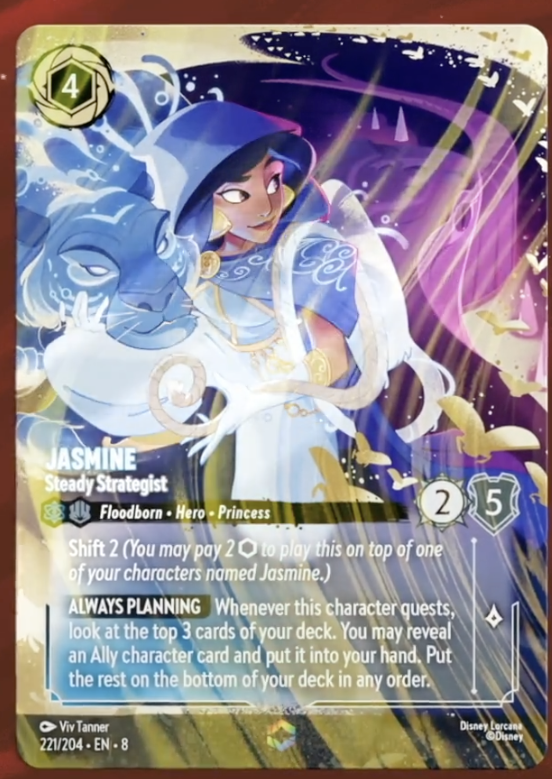 4
JASMINE
Steady Strategist
Floodborn • Hero • Princess
2 5
Shift 2 (You may pay 2 ⬡ to play this on top of one
of your characters named Jasmine.)
ALWAYS PLANNING Whenever this character quests,
look at the top 3 cards of your deck. You may reveal
an Ally character card and put it into your hand. Put
the rest on the bottom of your deck in any order.
Viv Tanner
221/204 • EN • 8
Disney Lorcana
©Disney